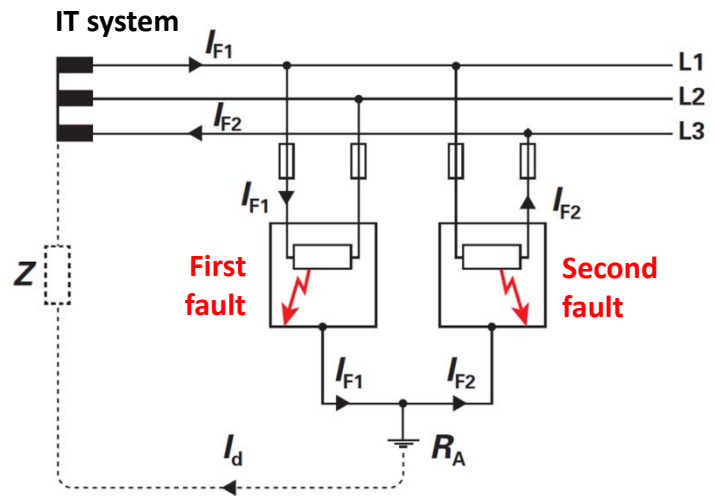 IT system
IF1
L1
L2
IF2
L3
IF1
IF2
First
fault
Second
fault
Z
IF1
IF2
Id
RA